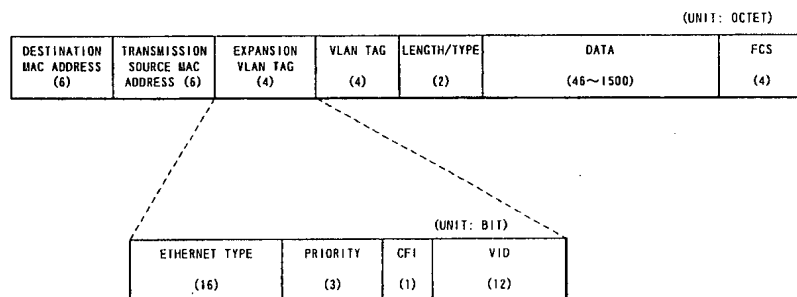 (UNIT: OCTET)
DESTINATION MAC ADDRESS (6)
TRANSMISSION SOURCE MAC ADDRESS (6)
EXPANSION VLAN TAG (4)
VLAN TAG (4)
LENGTH/TYPE (2)
DATA (46~1500)
FCS (4)
(UNIT: BIT)
ETHERNET TYPE (16)
PRIORITY (3)
CFI (1)
VID (12)